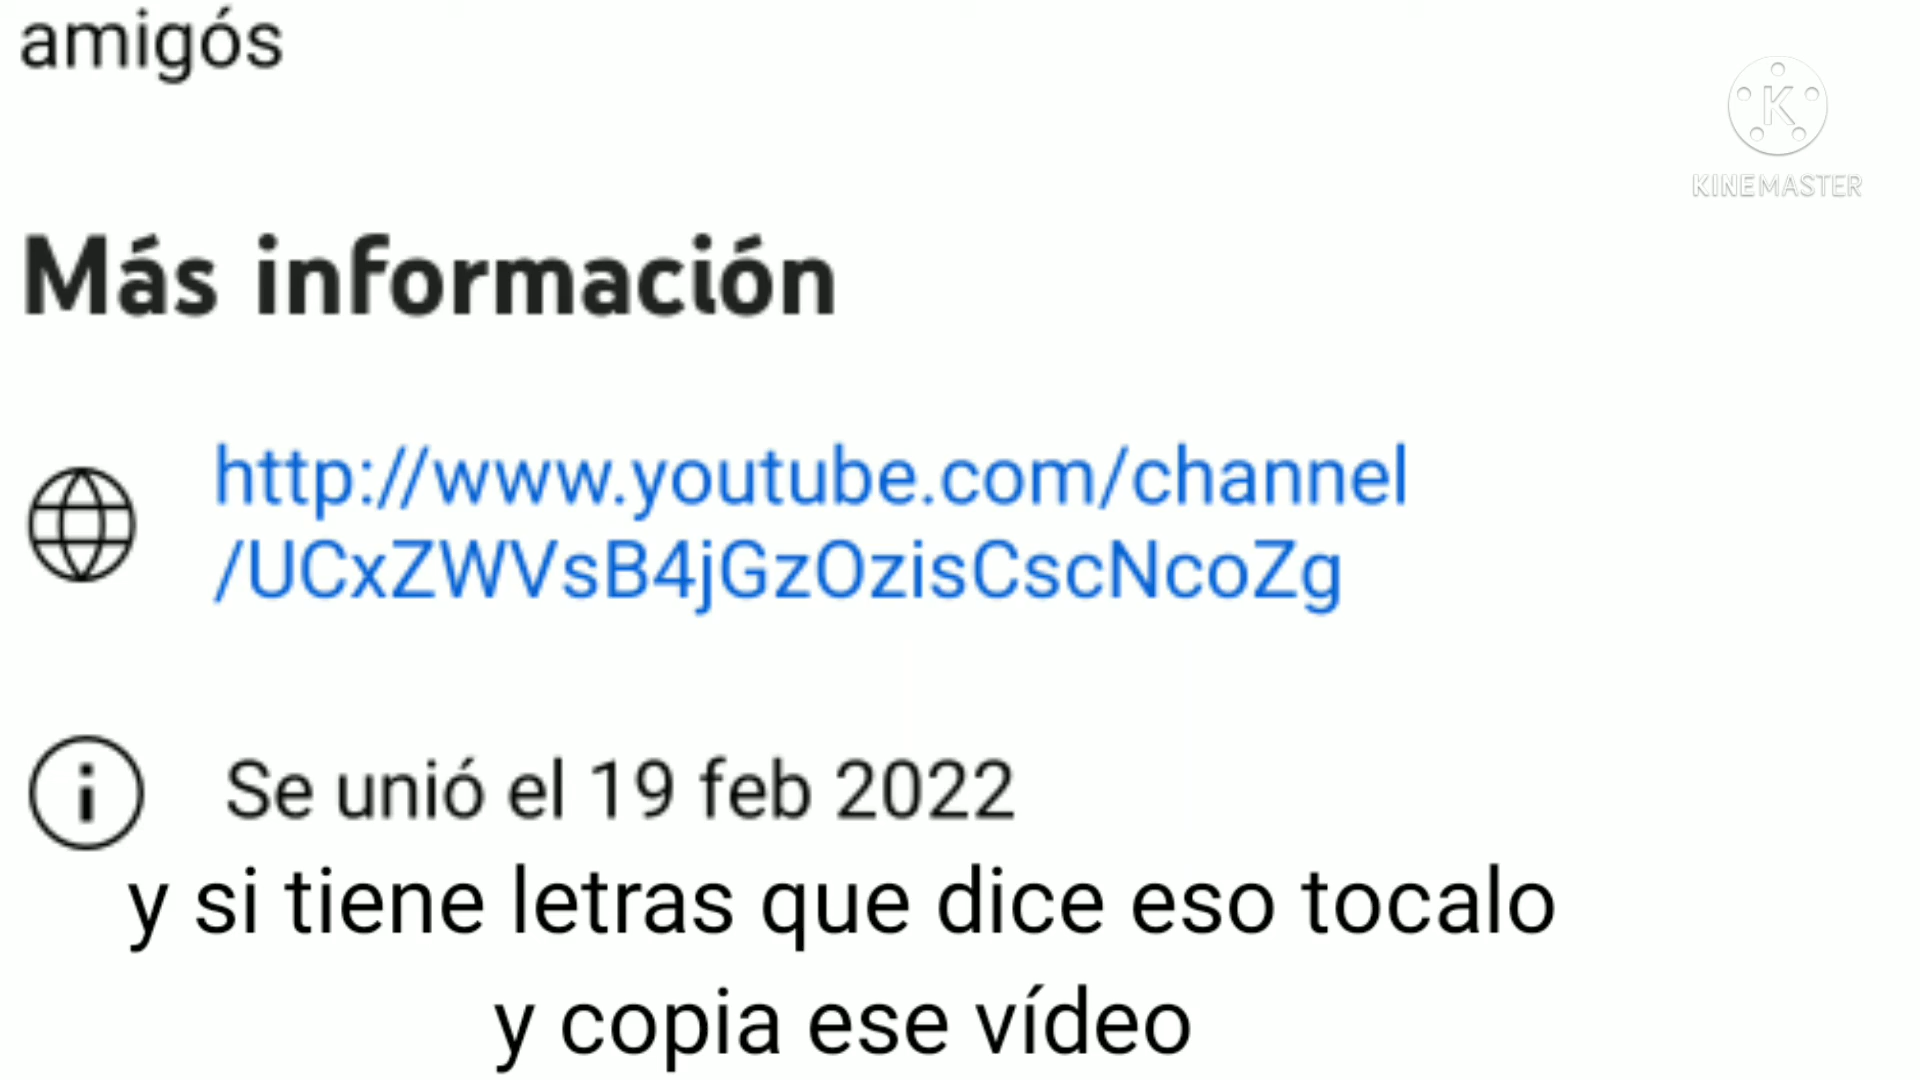 amigós
KINEMASTER
Más información
http://www.youtube.com/channel
/UCxZWVsB4jGzOzisCscNcoZg
Se unió el 19 feb 2022
y si tiene letras que dice eso tocalo
y copia ese vídeo